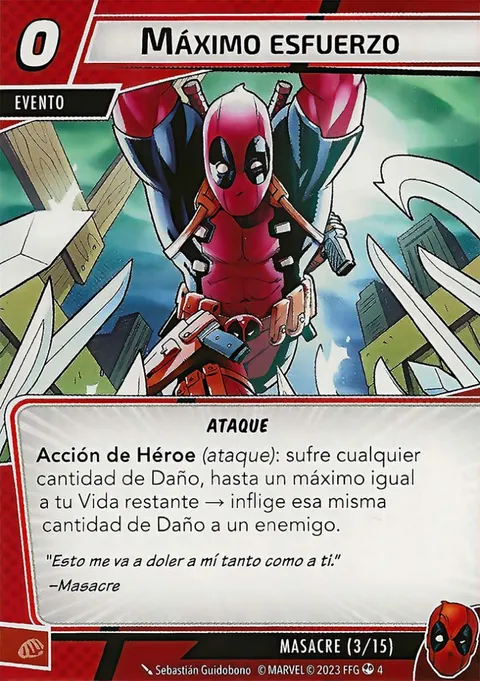 0
MÁXIMO ESFUERZO
EVENTO
ATAQUE
Acción de Héroe (ataque): sufre cualquier
cantidad de Daño, hasta un máximo igual
a tu Vida restante → inflige esa misma
cantidad de Daño a un enemigo.
"Esto me va a doler a mí tanto como a ti."
–Masacre
MASACRE (3/15)
Sebastián Guidobono © MARVEL © 2023 FFG 4